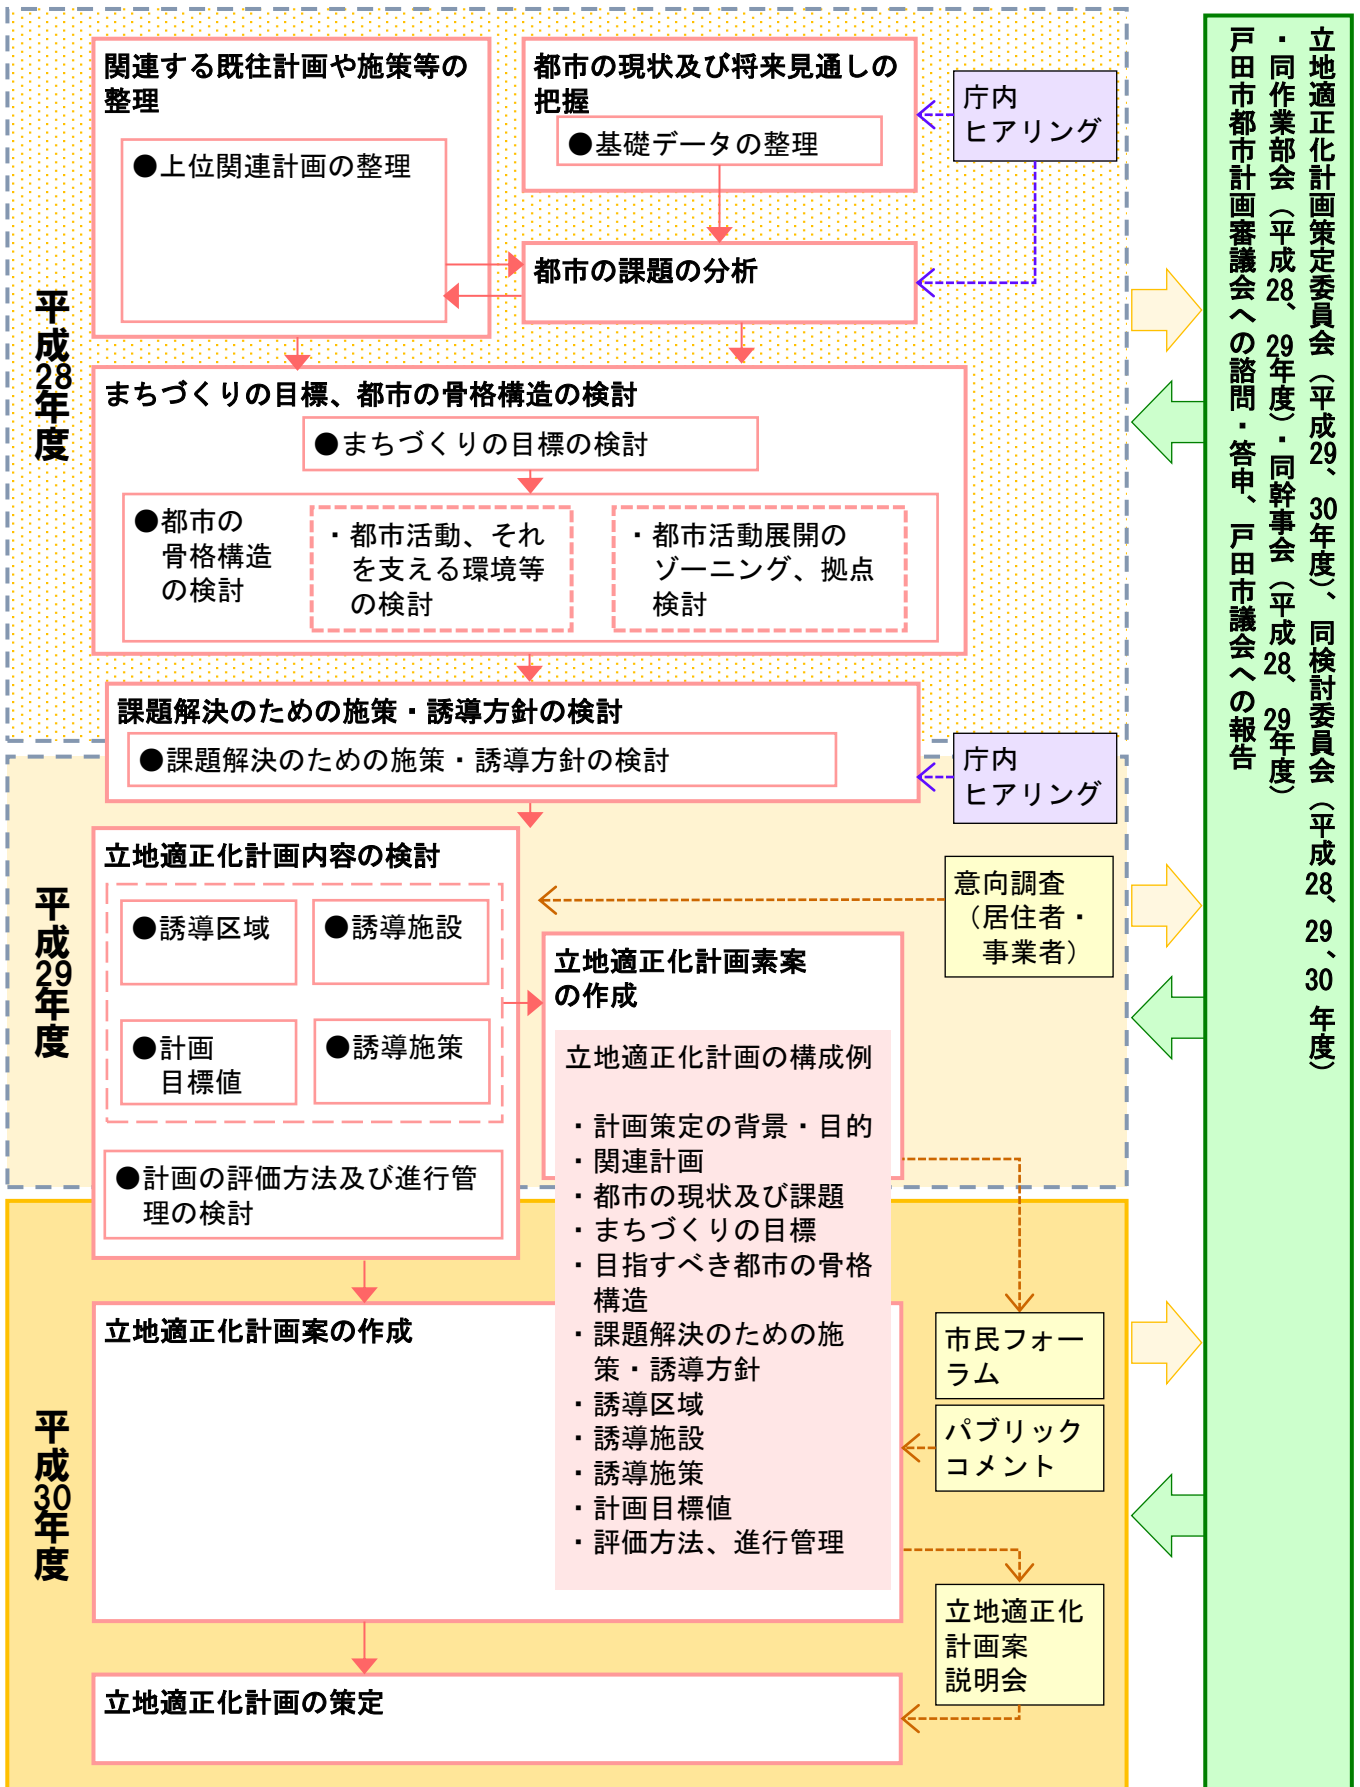 関連する既往計画や施策等の
整理
●上位関連計画の整理
都市の現状及び将来見通しの
把握
●基礎データの整理
庁内
ヒアリング
都市の課題の分析
平成28年度
まちづくりの目標、都市の骨格構造の検討
●まちづくりの目標の検討
●都市の
骨格構造
の検討
・都市活動、それ
を支える環境等
の検討
・都市活動展開の
ゾーニング、拠点
検討
課題解決のための施策・誘導方針の検討
●課題解決のための施策・誘導方針の検討
庁内
ヒアリング
平成29年度
立地適正化計画内容の検討
●誘導区域
●誘導施設
●計画
目標値
●誘導施策
●計画の評価方法及び進行管
理の検討
意向調査
（居住者・
事業者）
立地適正化計画素案
の作成
立地適正化計画の構成例
・計画策定の背景・目的
・関連計画
・都市の現状及び課題
・まちづくりの目標
・目指すべき都市の骨格
構造
・課題解決のための施
策・誘導方針
・誘導区域
・誘導施設
・誘導施策
・計画目標値
・評価方法、進行管理
平成30年度
立地適正化計画案の作成
市民フォー
ラム
パブリック
コメント
立地適正化
計画案
説明会
立地適正化計画の策定
立地適正化計画策定委員会（平成29、30年度）、同検討委員会（平成28、29、30年度）
・同作業部会（平成28、29年度）・同幹事会（平成28、29年度）
戸田市都市計画審議会への諮問・答申、戸田市議会への報告